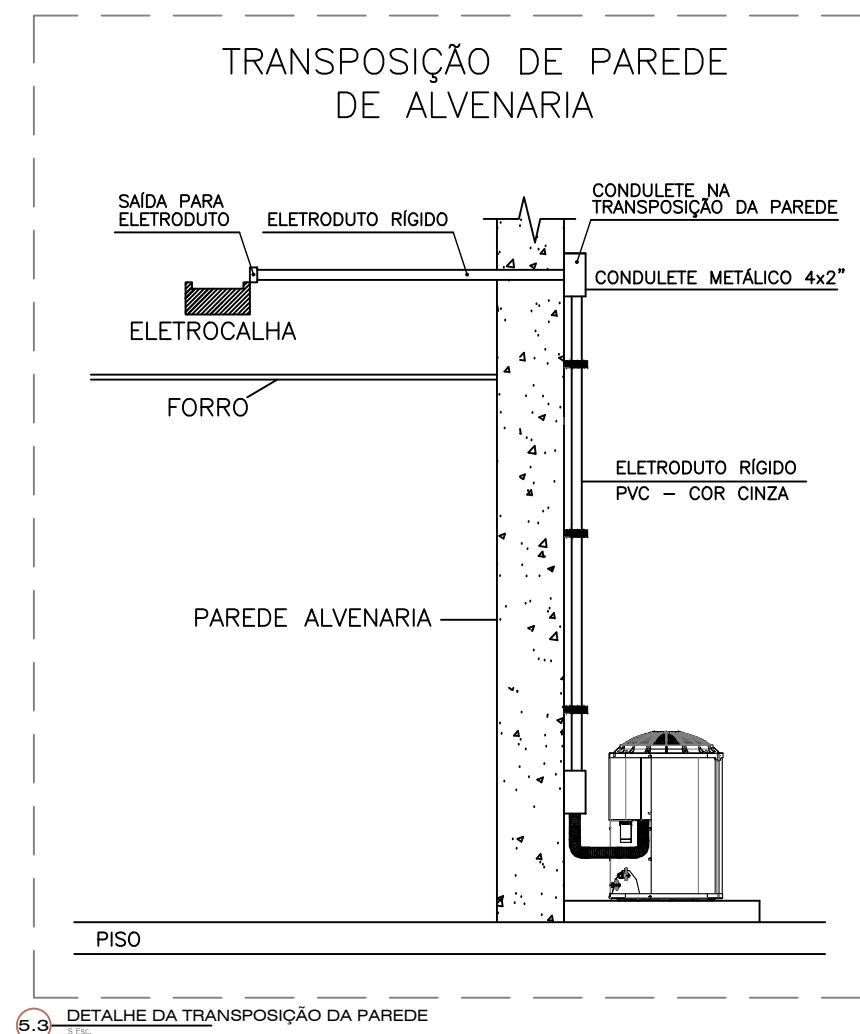 TRANSPOSIÇÃO DE PAREDE
DE ALVENARIA
SAÍDA PARA
ELETRODUTO
ELETRODUTO RÍGIDO
CONDULETE NA
TRANSPOSIÇÃO DA PAREDE
CONDULETE METÁLICO 4x2"
ELETROCALHA
FORRO
ELETRODUTO RÍGIDO
PVC – COR CINZA
PAREDE ALVENARIA
PISO
5.3 DETALHE DA TRANSPOSIÇÃO DA PAREDE
S Esc.